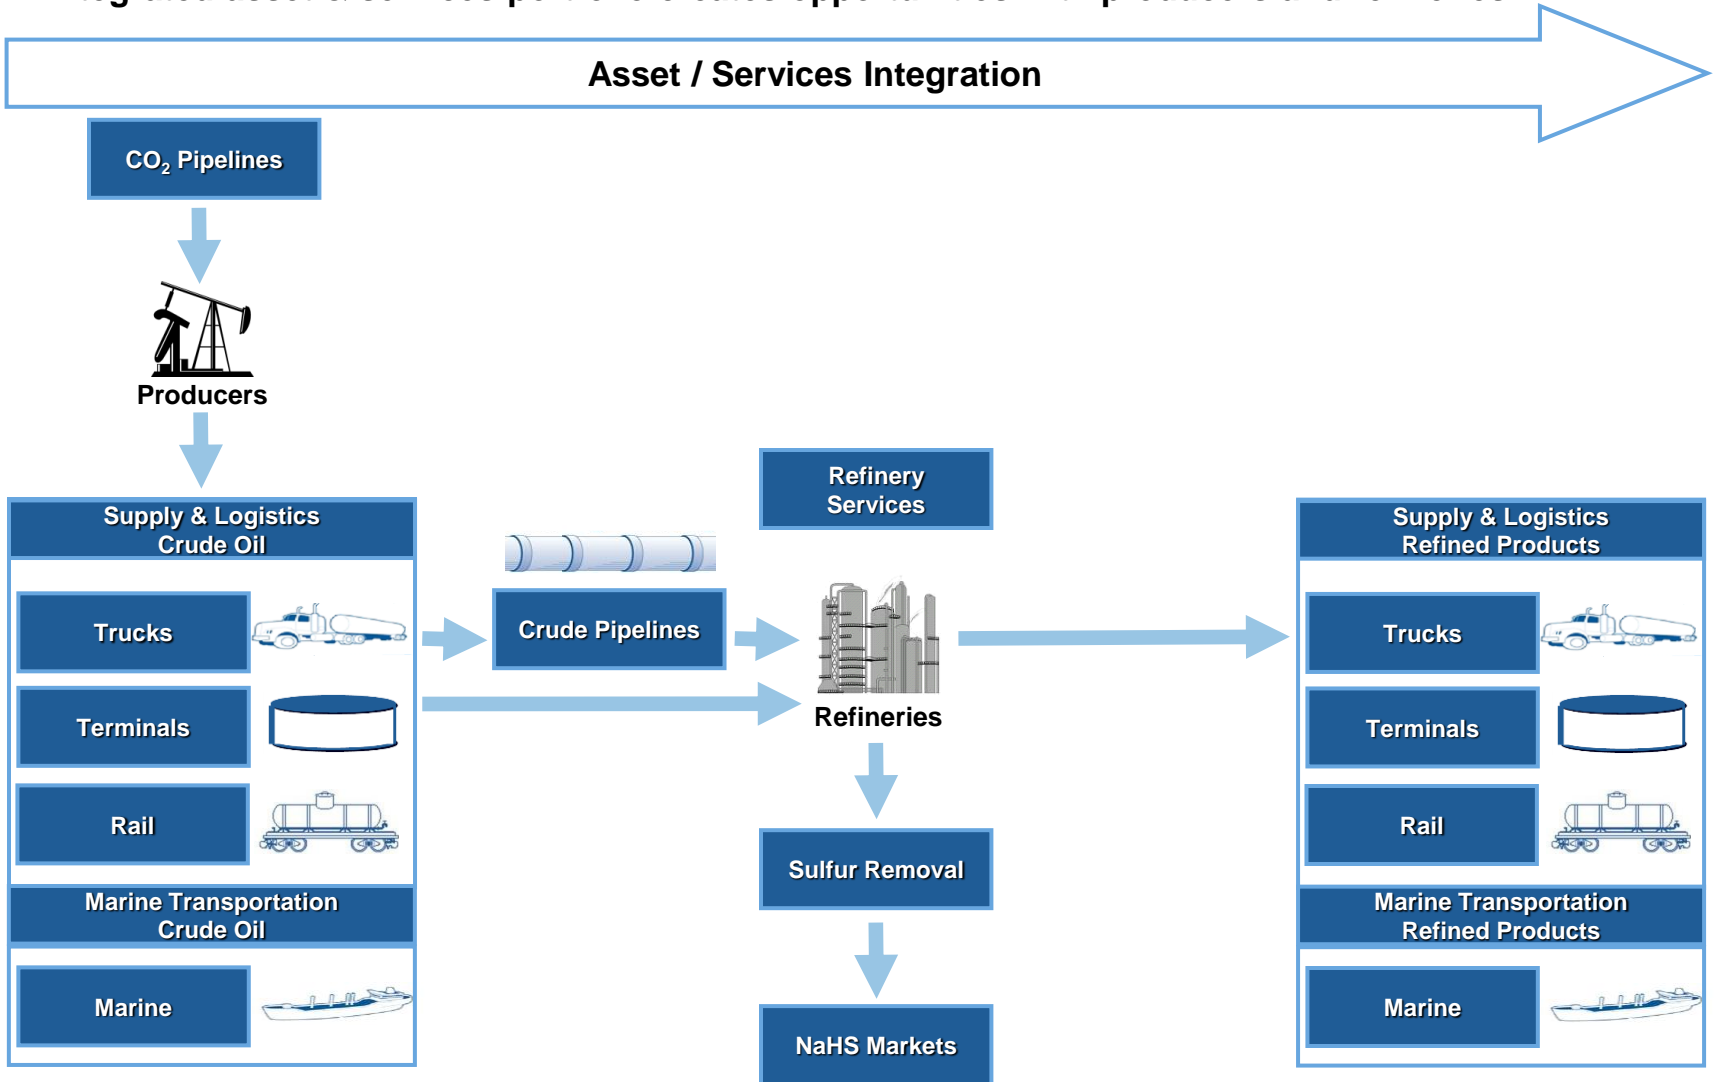 Asset / Services Integration
CO₂ Pipelines
Producers
Supply & Logistics
Crude Oil
Trucks
Terminals
Rail
Marine Transportation
Crude Oil
Marine
Crude Pipelines
Refinery
Services
Refineries
Sulfur Removal
NaHS Markets
Supply & Logistics
Refined Products
Trucks
Terminals
Rail
Marine Transportation
Refined Products
Marine